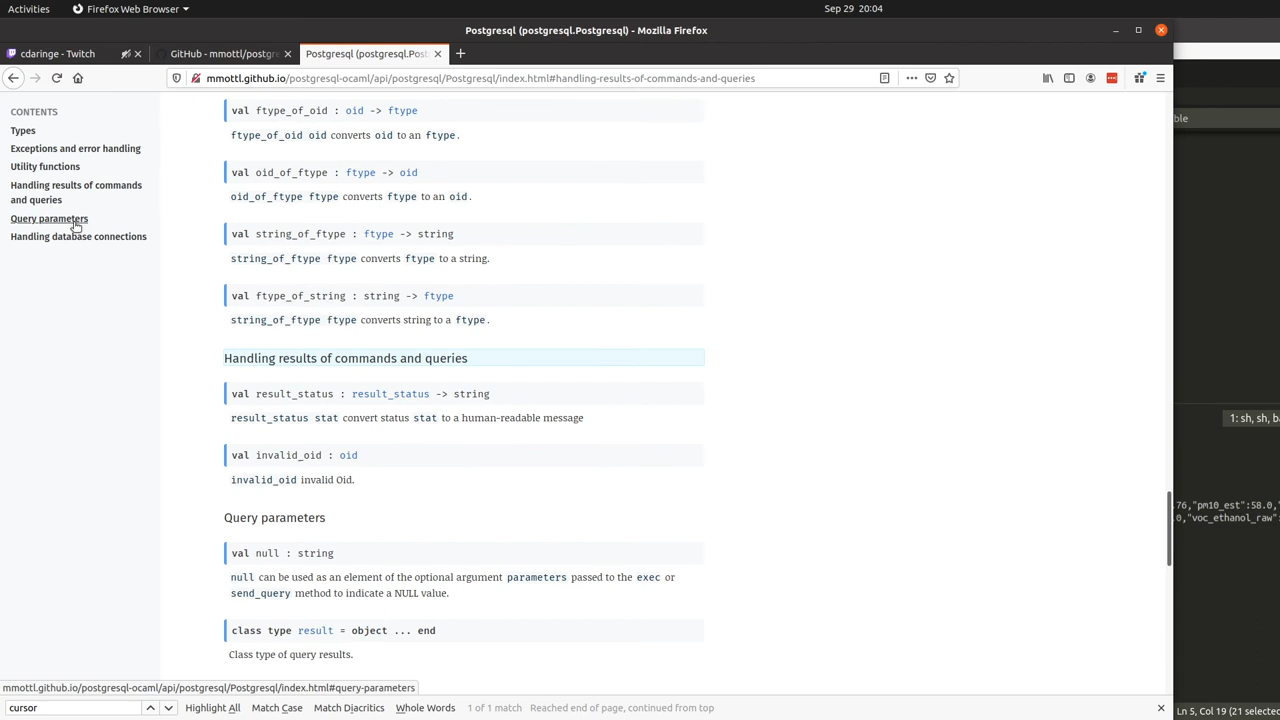 Activities
Firefox Web Browser
Sep 29 20:04
Postgresql (postgresql.Postgresql) - Mozilla Firefox
cdaringe - Twitch
GitHub - mmottl/postgre
Postgresql (postgresql.Post
mmottl.github.io/postgresql-ocaml/api/postgresql/Postgresql/index.html#handling-results-of-commands-and-queries
CONTENTS
Types
Exceptions and error handling
Utility functions
Handling results of commands
and queries
Query parameters
Handling database connections
val ftype_of_oid : oid -> ftype
ftype_of_oid oid converts oid to an ftype.
val oid_of_ftype : ftype -> oid
oid_of_ftype ftype converts ftype to an oid.
val string_of_ftype : ftype -> string
string_of_ftype ftype converts ftype to a string.
val ftype_of_string : string -> ftype
string_of_ftype ftype converts string to a ftype.
Handling results of commands and queries
val result_status : result_status -> string
result_status stat convert status stat to a human-readable message
val invalid_oid : oid
invalid_oid invalid Oid.
Query parameters
val null : string
null can be used as an element of the optional argument parameters passed to the exec or
send_query method to indicate a NULL value.
class type result = object ... end
Class type of query results.
ble
1: sh, sh, ba
.76,"pm10_est":58.0,"
.0,"voc_ethanol_raw":
Ln 5, Col 19 (21 selected
mmottl.github.io/postgresql-ocaml/api/postgresql/Postgresql/index.html#query-parameters
cursor
Highlight All
Match Case
Match Diacritics
Whole Words
1 of 1 match
Reached end of page, continued from top